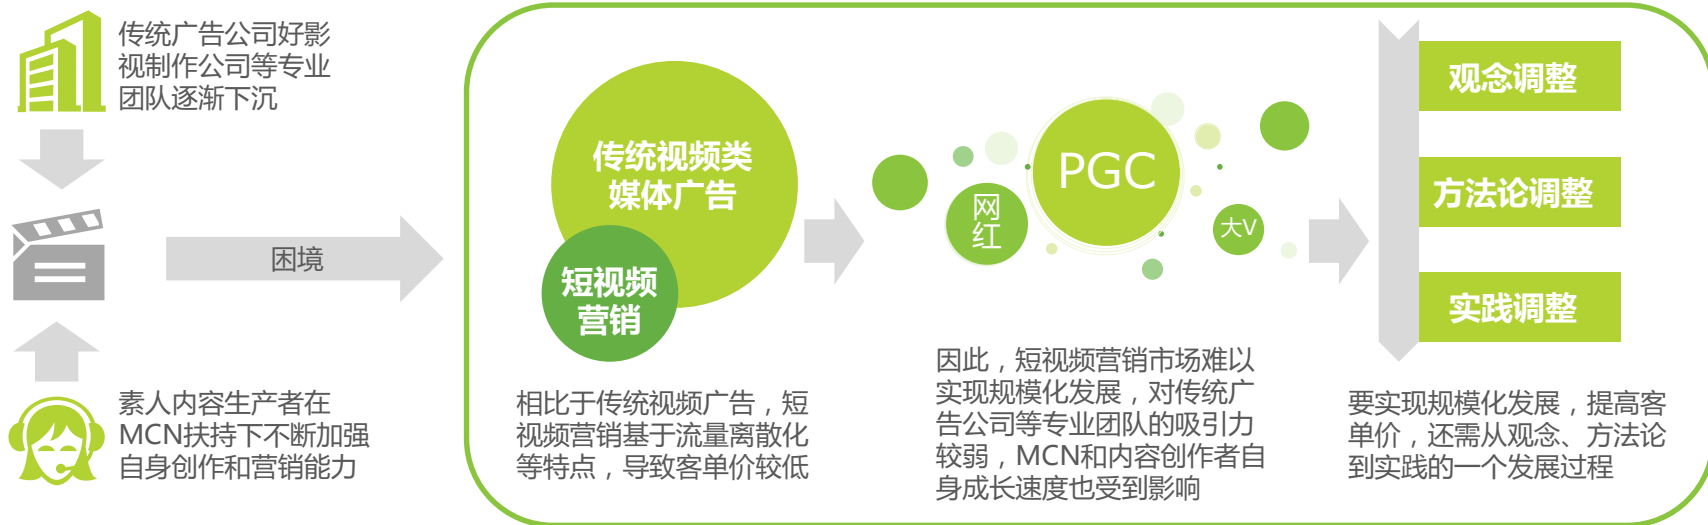 传统广告公司好影
视制作公司等专业
团队逐渐下沉
困境
素人内容生产者在
MCN扶持下不断加强
自身创作和营销能力
传统视频类
媒体广告
短视频
营销
相比于传统视频广告，短
视频营销基于流量离散化
等特点，导致客单价较低
PGC
网
红
大V
因此，短视频营销市场难以
实现规模化发展，对传统广
告公司等专业团队的吸引力
较弱，MCN和内容创作者自
身成长速度也受到影响
观念调整
方法论调整
实践调整
要实现规模化发展，提高客
单价，还需从观念、方法论
到实践的一个发展过程